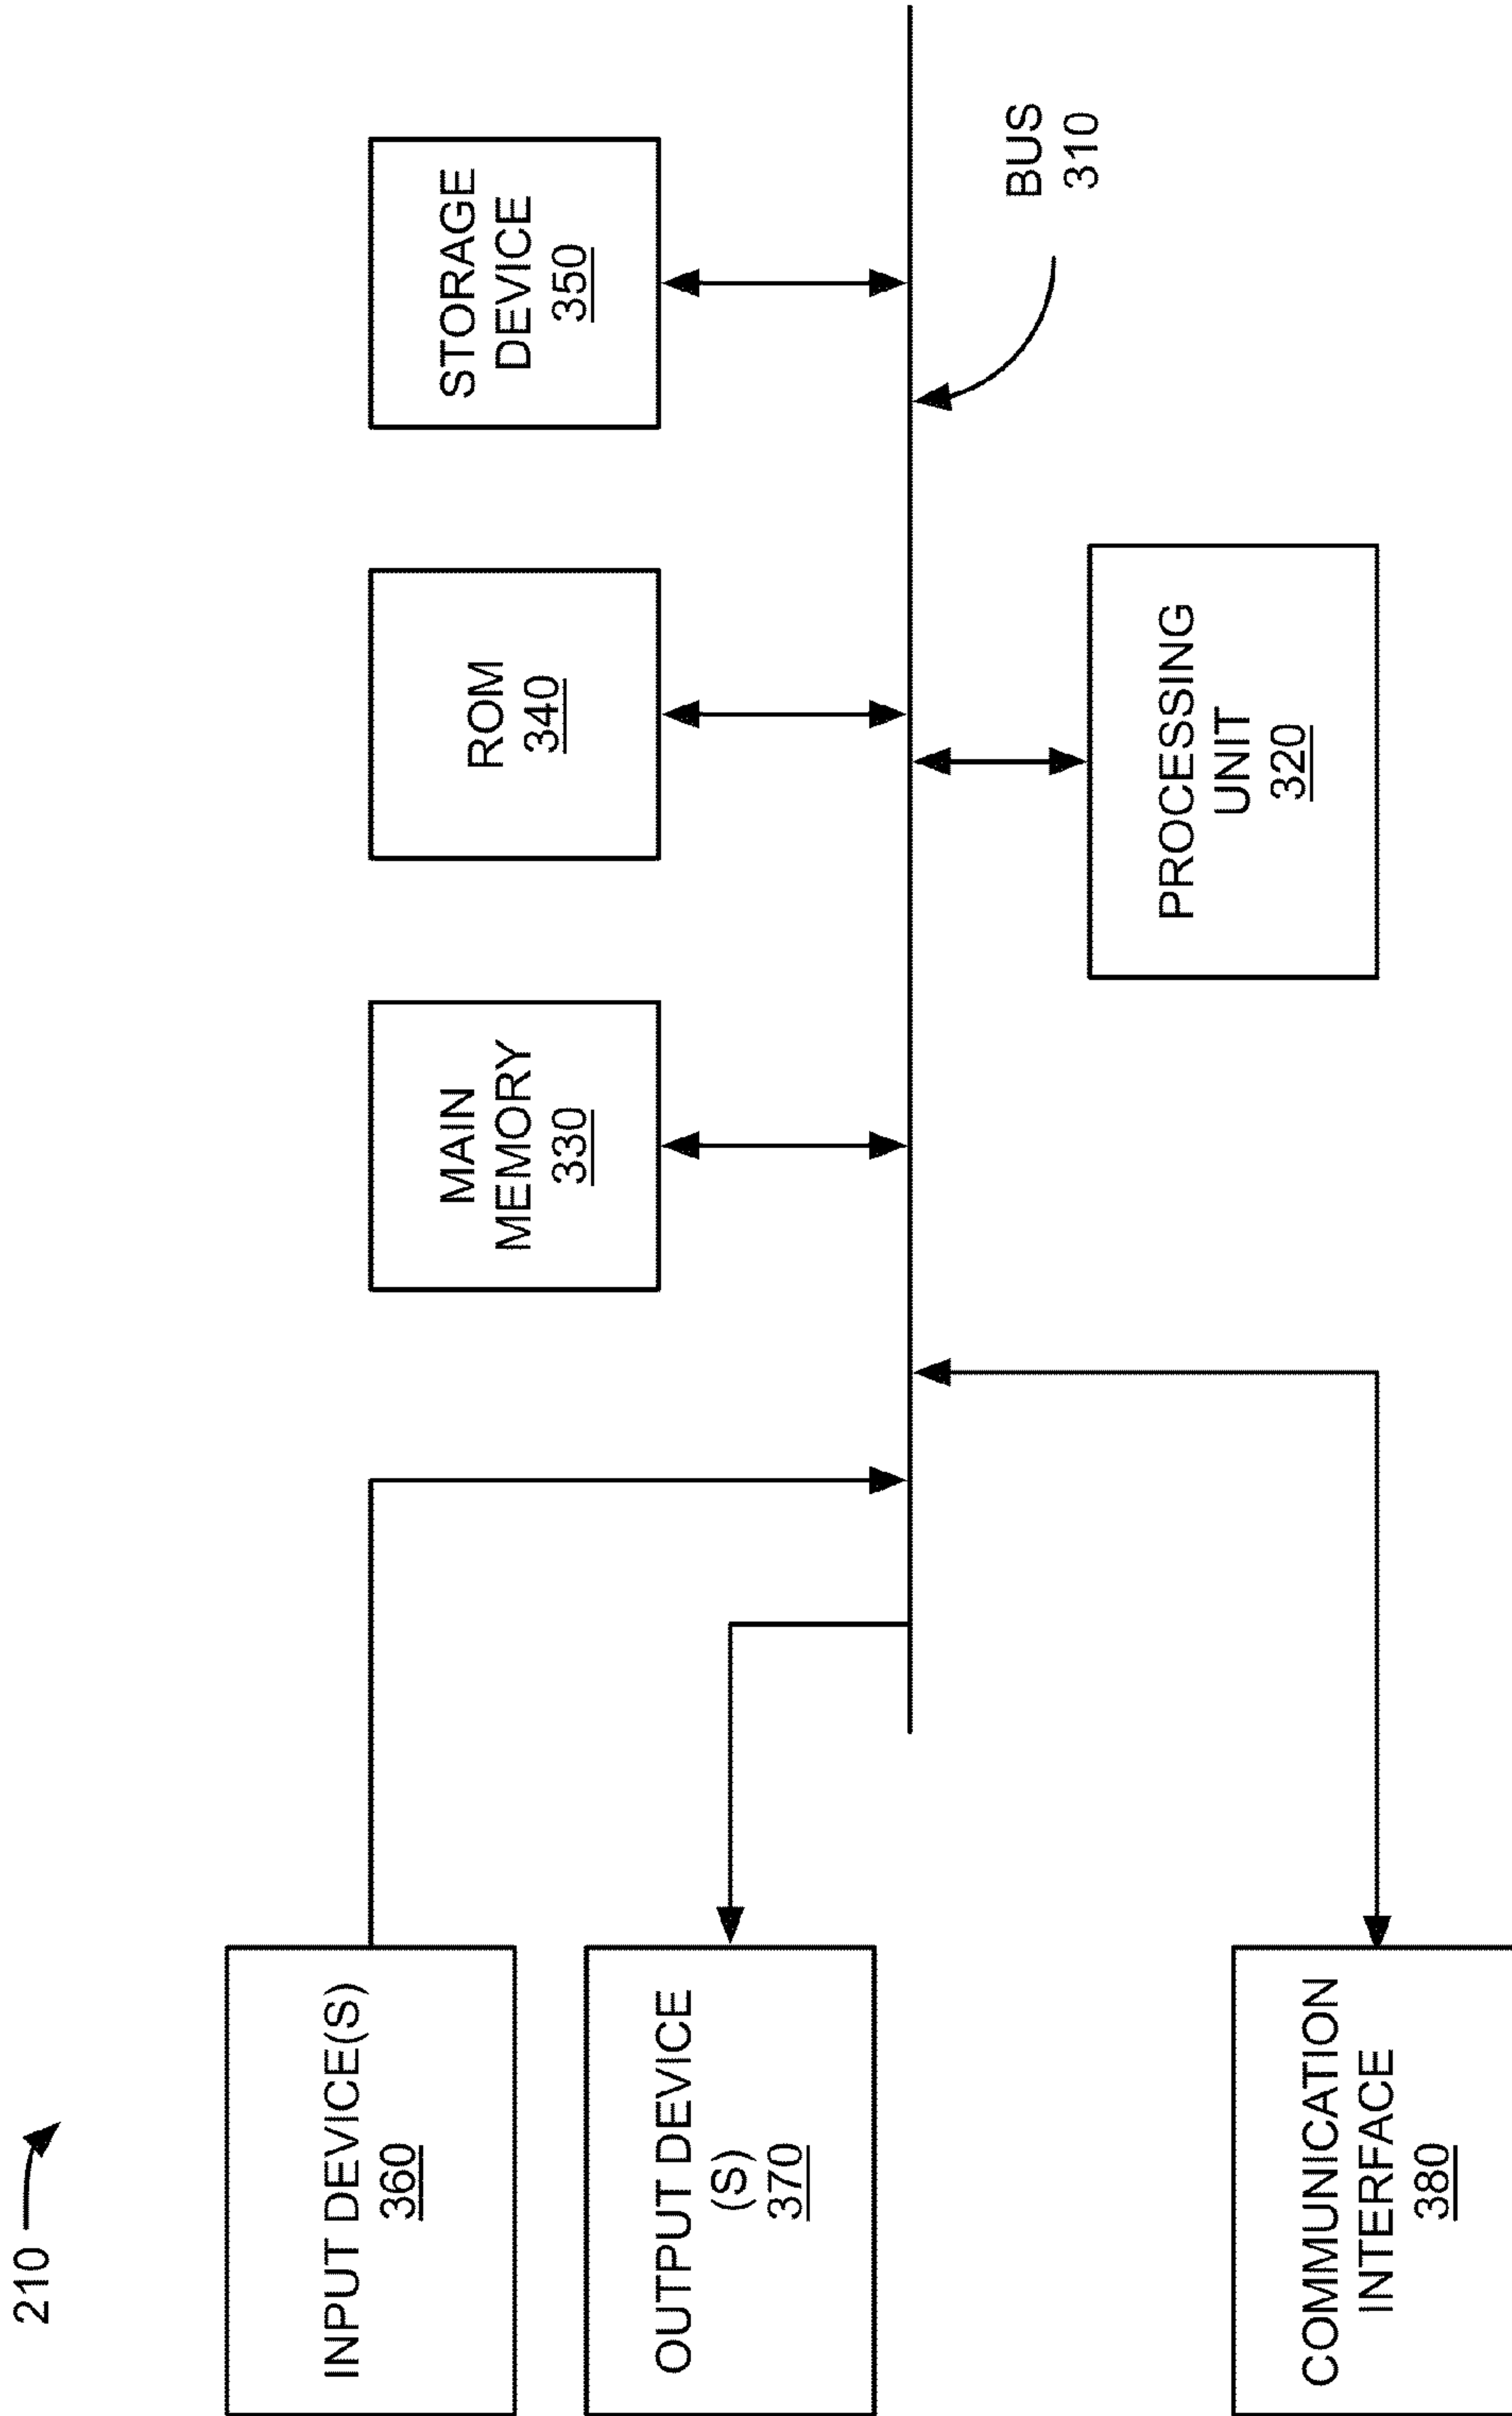 210
INPUT DEVICE(S)
360
OUTPUT DEVICE
(S)
370
COMMUNICATION
INTERFACE
380
MAIN
MEMORY
330
ROM
340
STORAGE
DEVICE
350
PROCESSING
UNIT
320
BUS
310